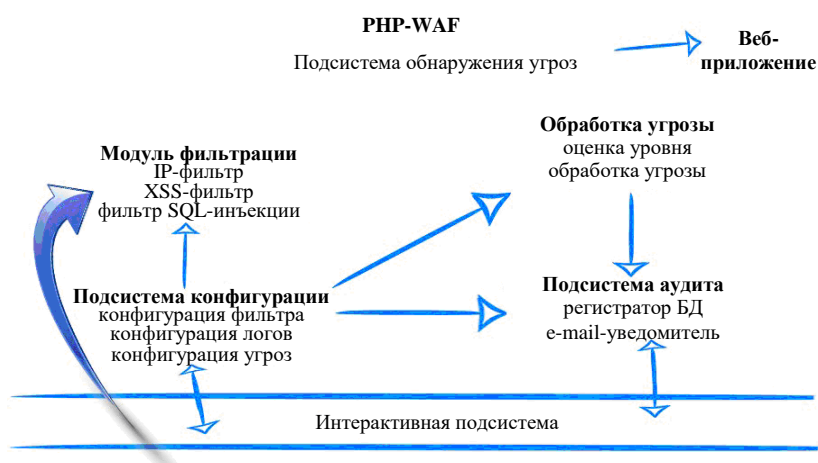 PHP-WAF
Подсистема обнаружения угроз
Веб-
приложение
Модуль фильтрации
IP-фильтр
XSS-фильтр
фильтр SQL-инъекции
Обработка угрозы
оценка уровня
обработка угрозы
Подсистема конфигурации
конфигурация фильтра
конфигурация логов
конфигурация угроз
Подсистема аудита
регистратор БД
e-mail-уведомитель
Интерактивная подсистема